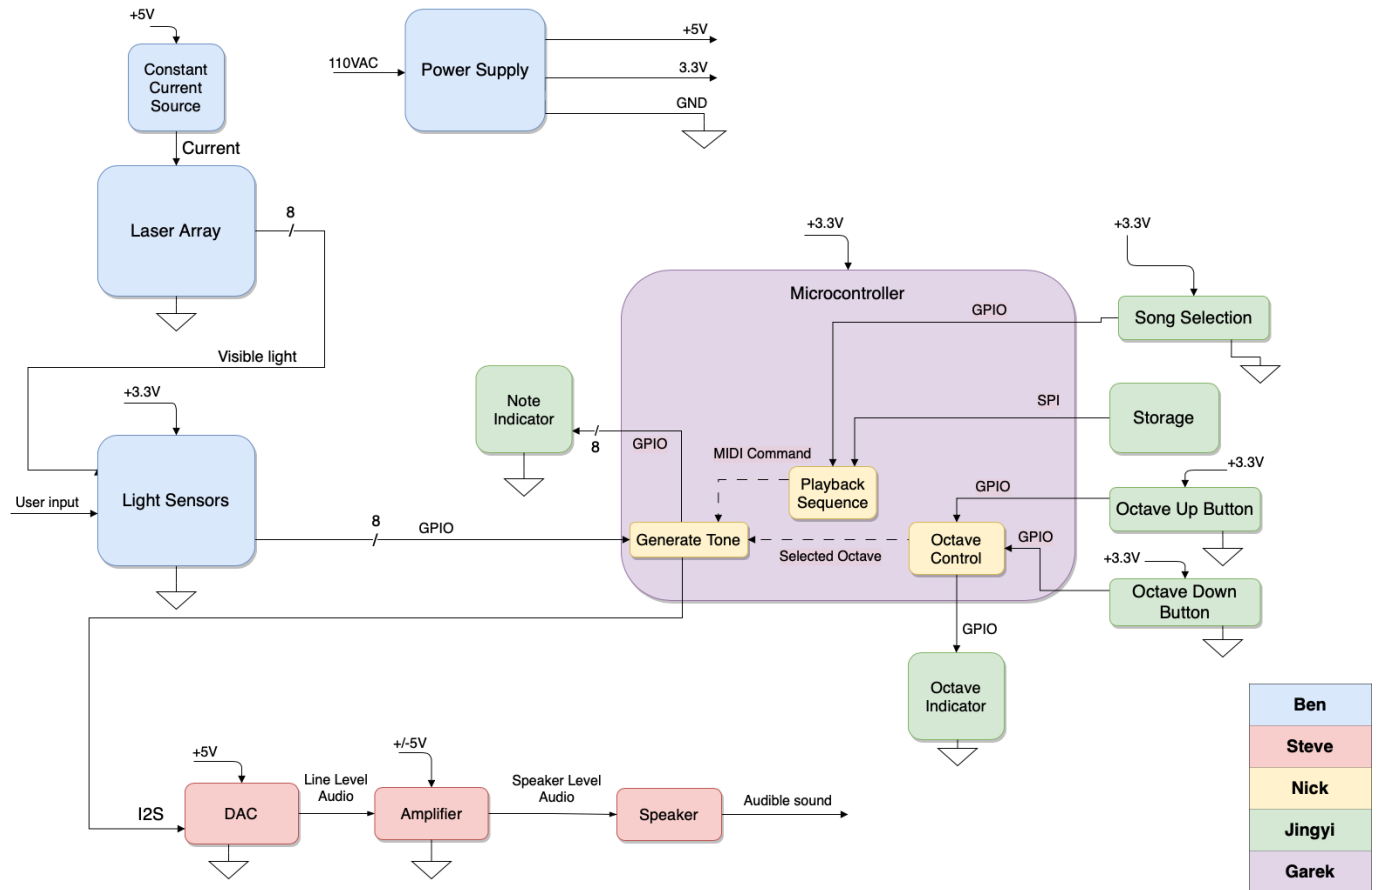 +5V
Constant
Current
Source
Current
Laser Array
8
Visible light
110VAC
Power Supply
+5V
3.3V
GND
+3.3V
User input
Light Sensors
8
GPIO
Note
Indicator
8
GPIO
+3.3V
Microcontroller
GPIO
SPI
MIDI Command
Playback
Sequence
Generate Tone
Selected Octave
Octave
Control
GPIO
GPIO
+3.3V
Song Selection
Storage
+3.3V
Octave Up Button
+3.3V
Octave Down
Button
GPIO
Octave
Indicator
I2S
+5V
DAC
Line Level
Audio
+/-5V
Amplifier
Speaker Level
Audio
Speaker
Audible sound
Ben
Steve
Nick
Jingyi
Garek